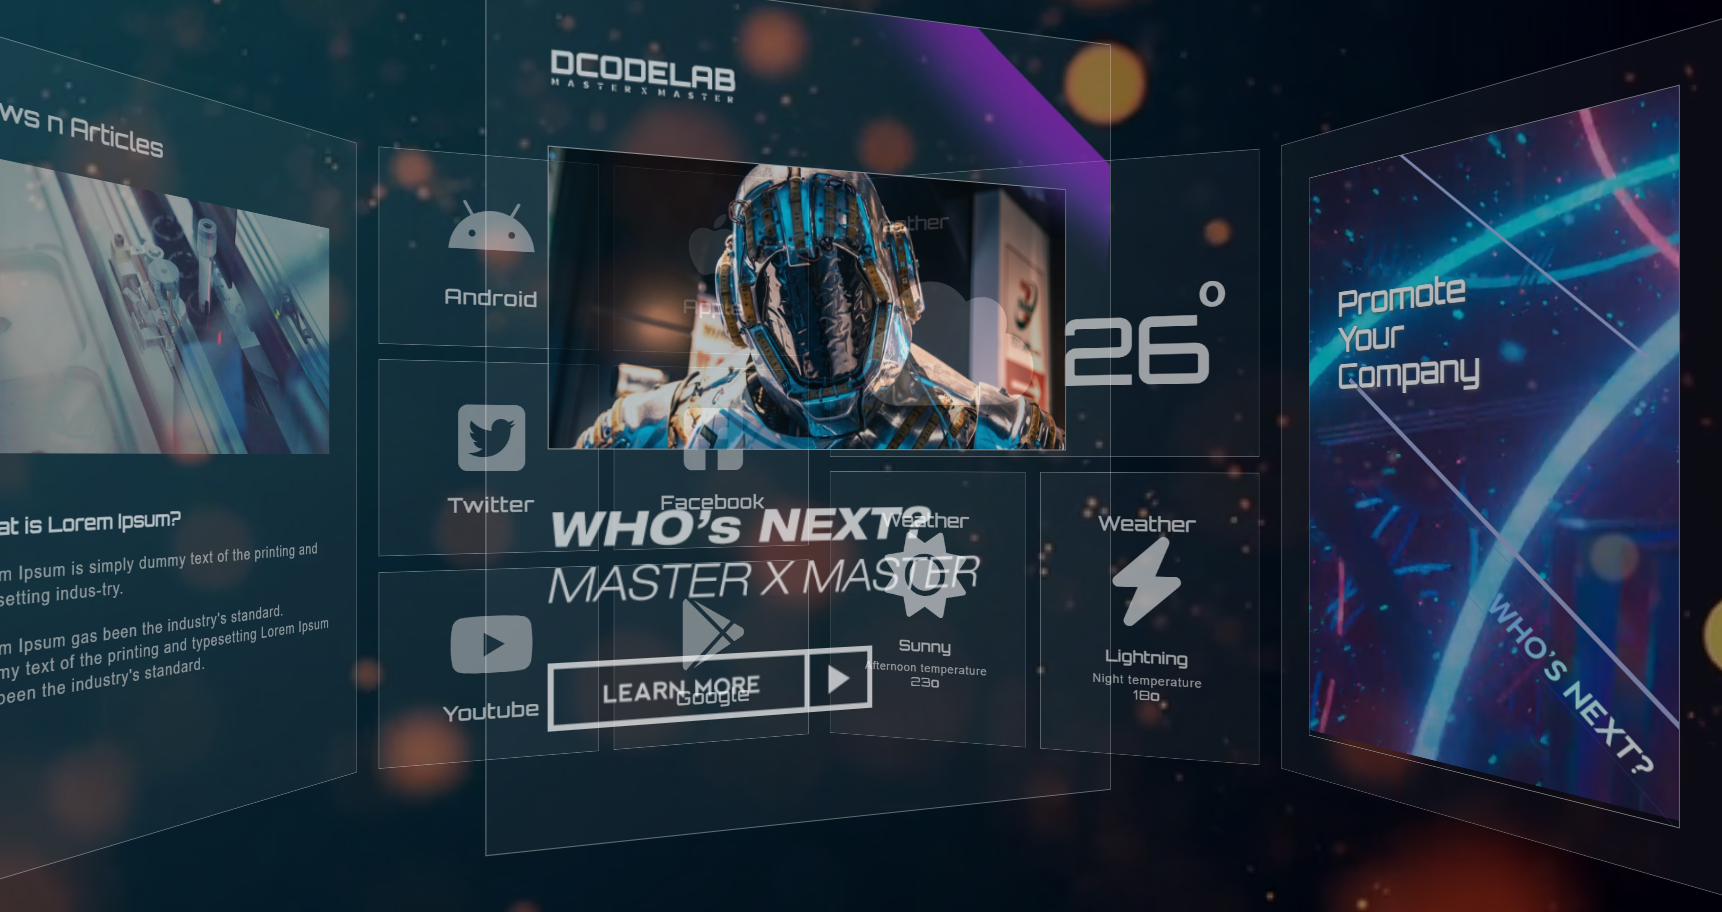 ws n Articles
at is Lorem Ipsum?
m Ipsum is simply dummy text of the printing and
setting indus-try.
m Ipsum gas been the industry's standard.
my text of the printing and typesetting Lorem Ipsum
been the industry's standard.
Android
Apple
Twitter
Facebook
Youtube
Google
DCODELAB
MASTER X MASTER
WHO's NEXT?
MASTER X MASTER
LEARN MORE
Weather
26°
Weather
Sunny
Afternoon temperature
23o
Weather
Lightning
Night temperature
18o
Promote
Your
Company
WHO'S NEXT?